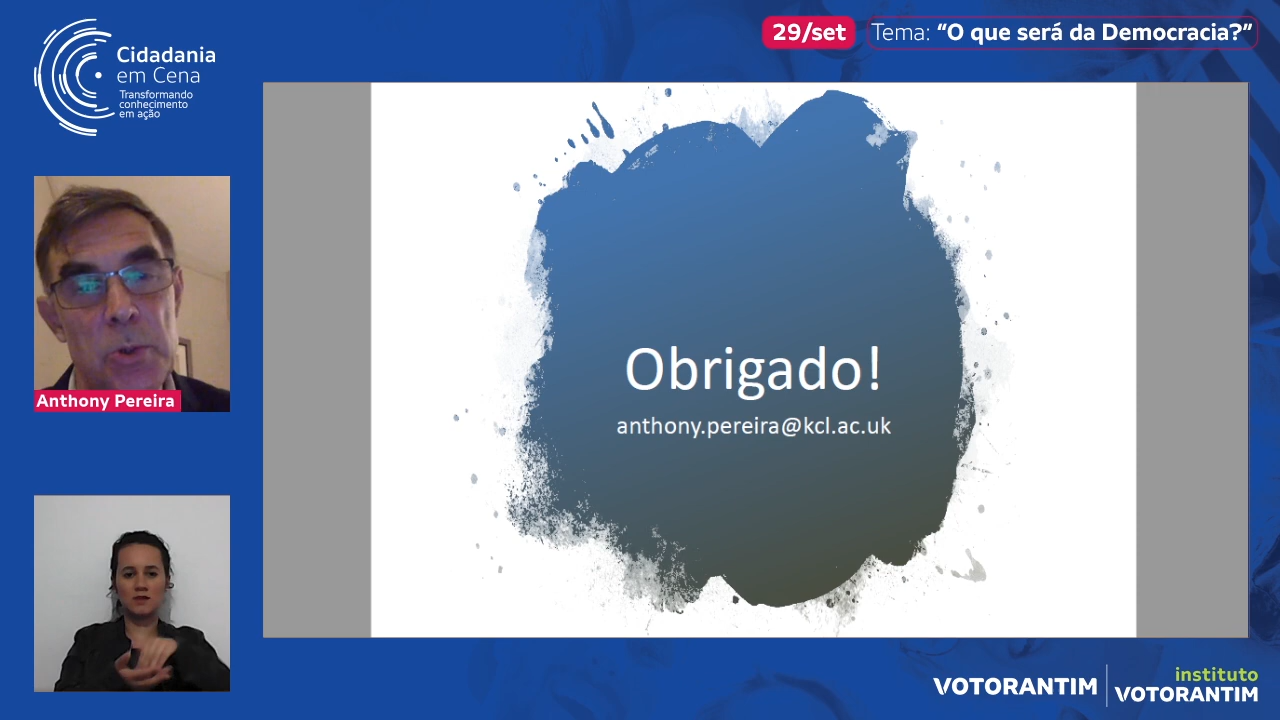 Cidadania
em Cena
Transformando
conhecimento
em ação
29/set Tema: “O que será da Democracia?”
Anthony Pereira
Obrigado!
anthony.pereira@kcl.ac.uk
VOTORANTIM
instituto
VOTORANTIM